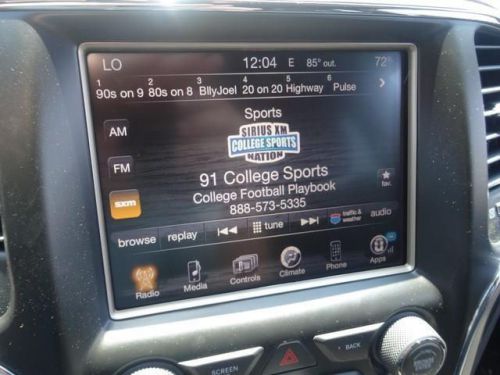 LO 12:04 E 85° out. 72°
1 2 3 4 5 6
90s on 9 80s on 8 BllyJoel 20 on 20 Highway Pulse
Sports
AM
SIRIUS XM
COLLEGE SPORTS
NATION
FM
91 College Sports
College Football Playbook
888-573-5335
fav.
sxm
browse replay tune traffic & weather audio
Radio Media Controls Climate Phone Apps
SCREEN BACK